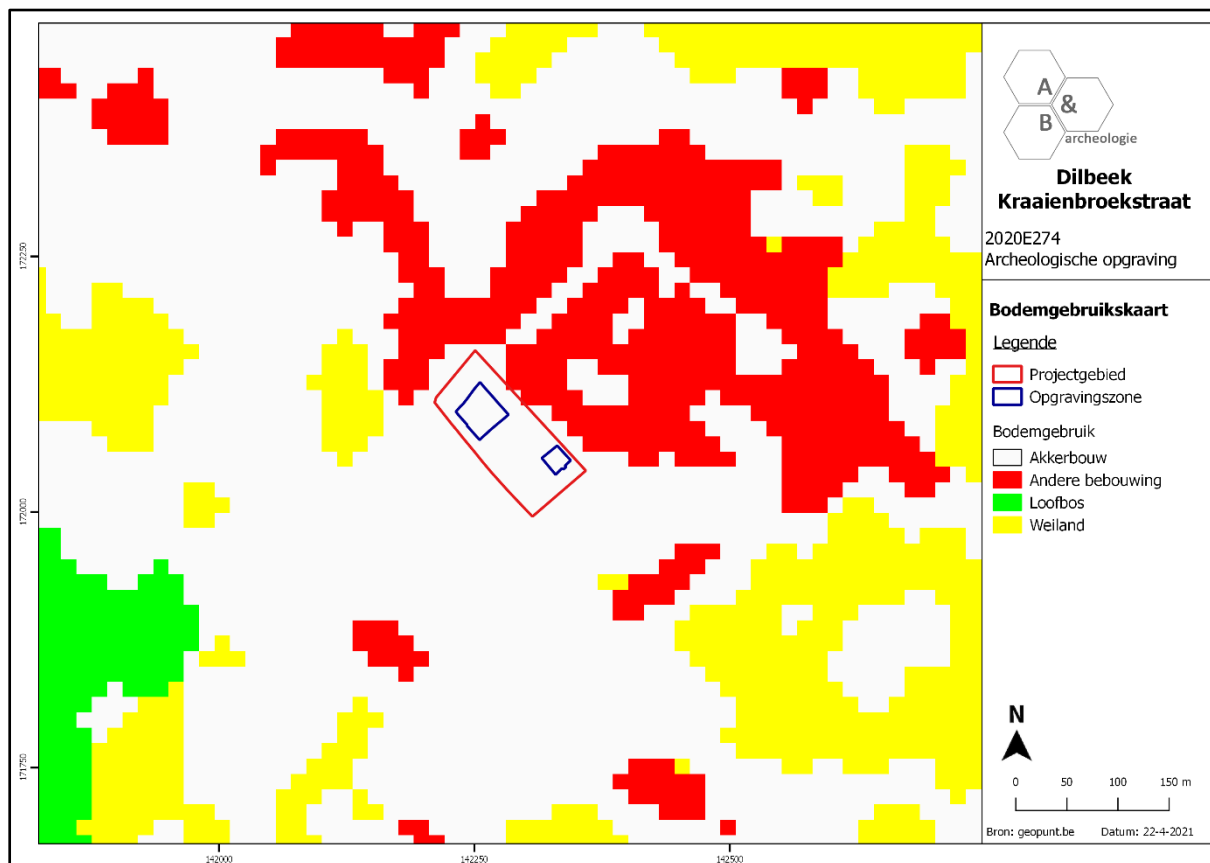 A
&
B
archeologie
Dilbeek
Kraaienbroekstraat
2020E274
Archeologische opgraving
Bodemgebruikskaart
Legende
Projectgebied
Opgravingszone
Bodemgebruik
Akkerbouw
Andere bebouwing
Loofbos
Weiland
N
0 50 100 150 m
Bron: geopunt.be Datum: 22-4-2021
172250
172000
171750
142000 142250 142500